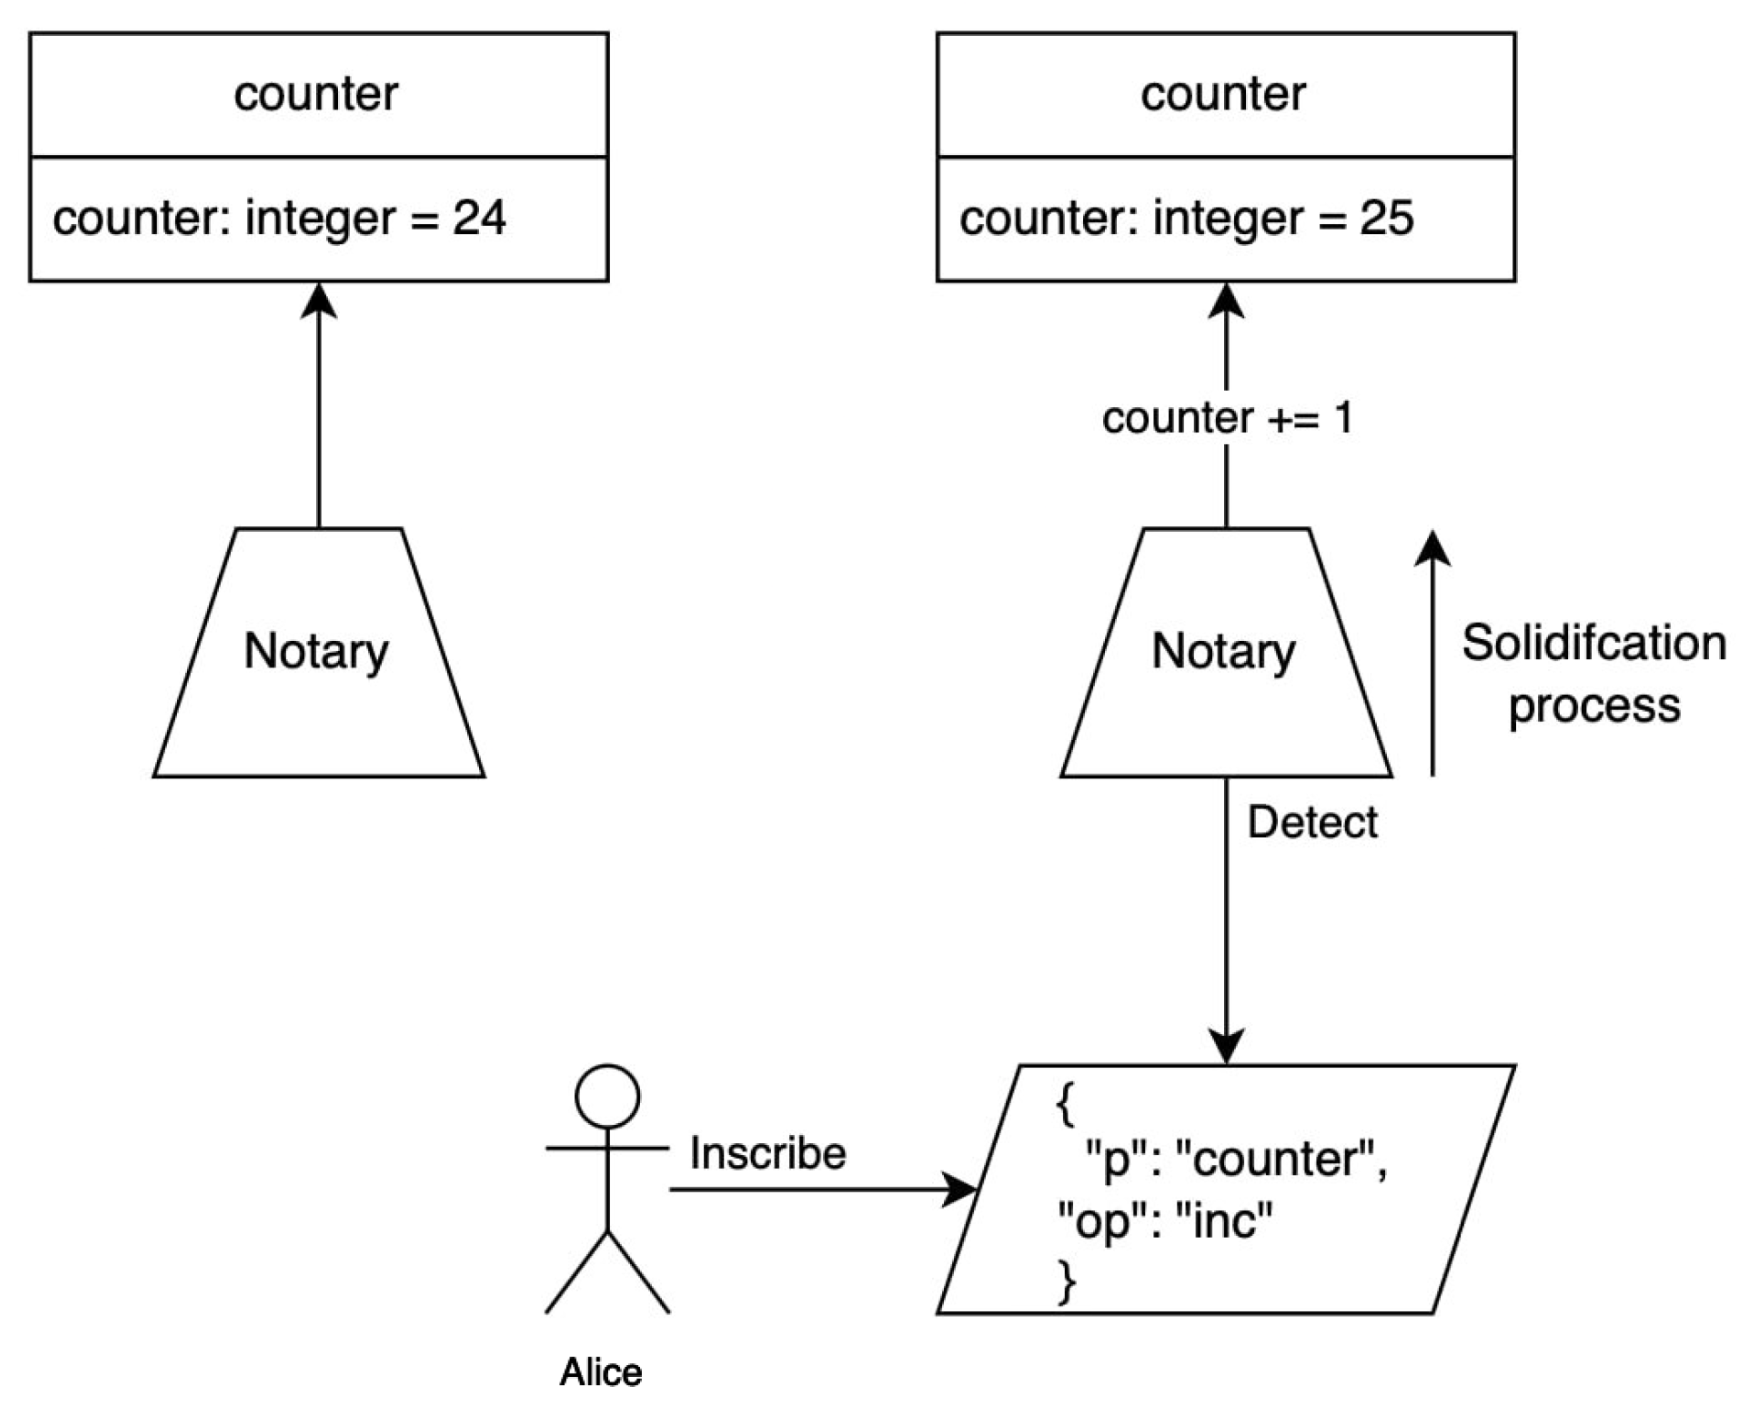 counter
counter: integer = 24
Notary
counter
counter: integer = 25
counter += 1
Notary
Solidifcation
process
Detect
Inscribe
Alice
{
"p": "counter",
"op": "inc"
}